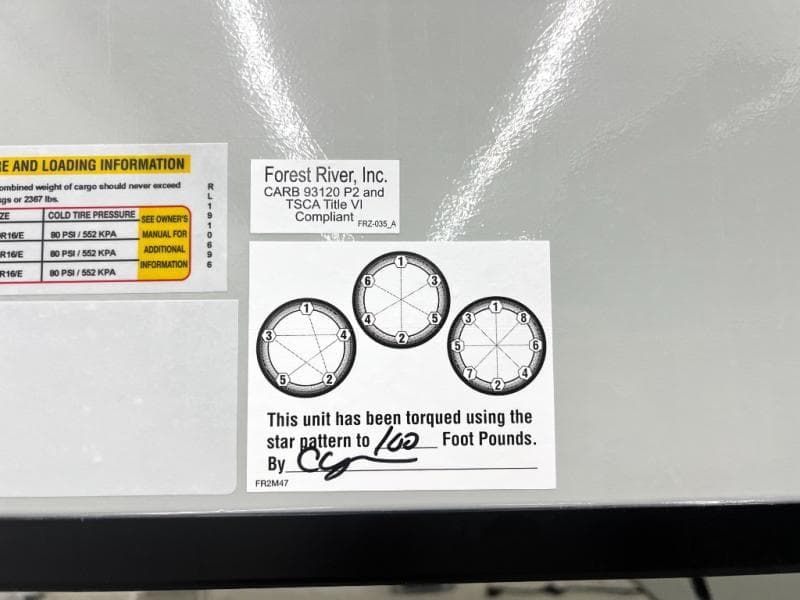 E AND LOADING INFORMATION
ombined weight of cargo should never exceed
gs or 2367 lbs.
ZE COLD TIRE PRESSURE SEE OWNER'S
MANUAL FOR
ADDITIONAL
INFORMATION
R16/E 80 PSI / 552 KPA
R16/E 80 PSI / 552 KPA
R16/E 80 PSI / 552 KPA
RL1910696
Forest River, Inc.
CARB 93120 P2 and
TSCA Title VI
Compliant FRZ-035_A
1
3 4
5 2
1
6 3
4 5
2
1
3 8
5 6
7 4
2
This unit has been torqued using the
star pattern to 100 Foot Pounds.
By
FR2M47